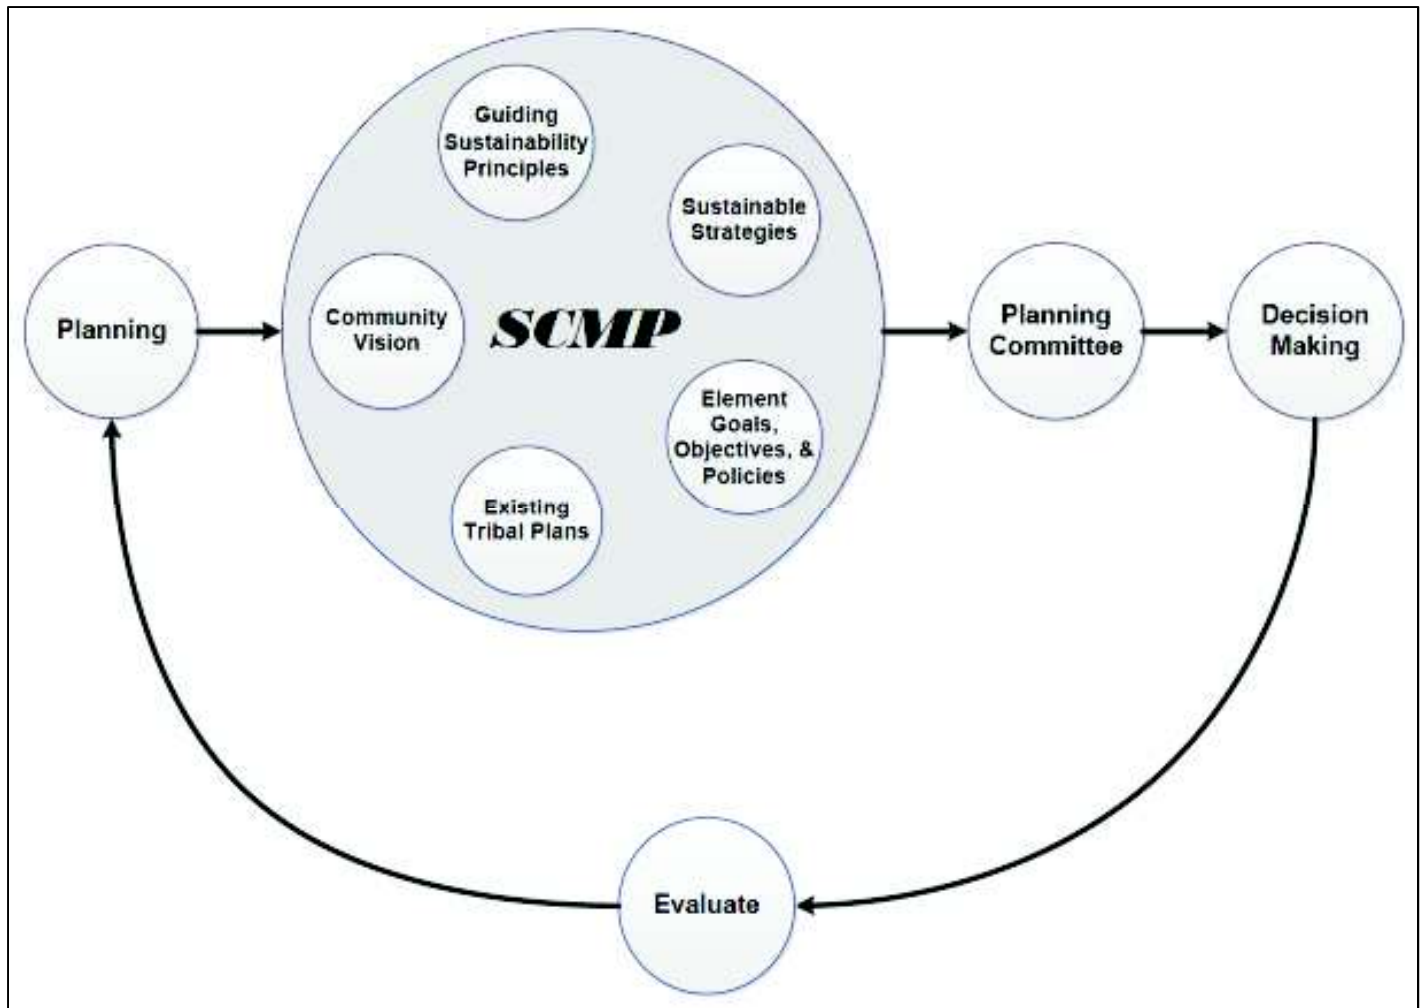 Guiding
Sustainability
Principles
Sustainable
Strategies
Planning
Community
Vision
SCMP
Planning
Committee
Decision
Making
Element
Goals,
Objectives, &
Policies
Existing
Tribal Plans
Evaluate